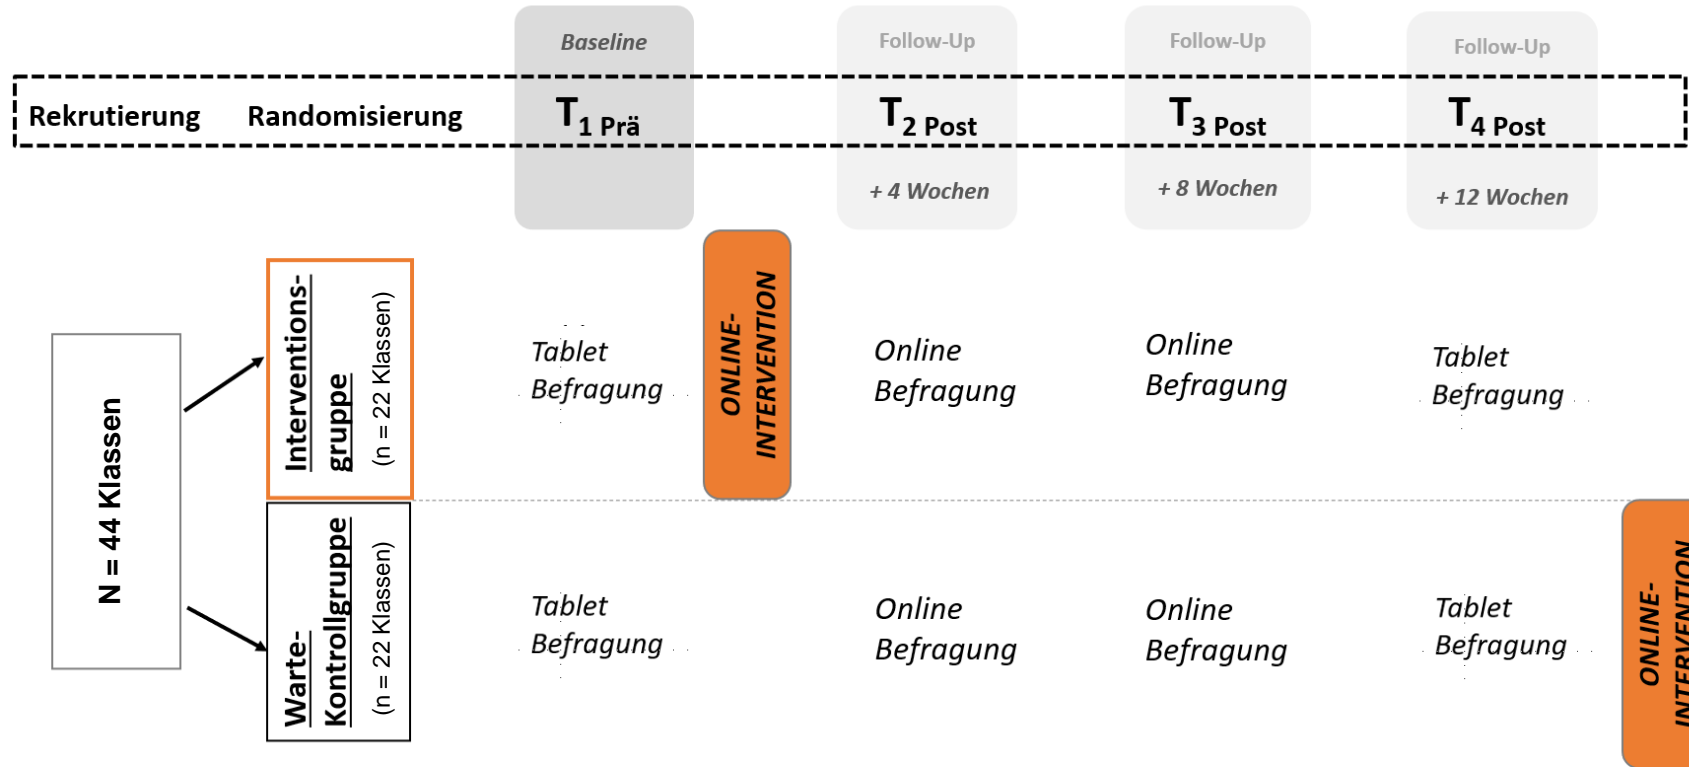 Baseline
Follow-Up
Follow-Up
Follow-Up
Rekrutierung
Randomisierung
T1 Prä
T2 Post
T3 Post
T4 Post
+ 4 Wochen
+ 8 Wochen
+ 12 Wochen
N = 44 Klassen
Interventions-
gruppe
(n = 22 Klassen)
Tablet
Befragung
ONLINE-
INTERVENTION
Online
Befragung
Online
Befragung
Tablet
Befragung
Warte-
Kontrollgruppe
(n = 22 Klassen)
Tablet
Befragung
Online
Befragung
Online
Befragung
Tablet
Befragung
ONLINE-
INTERVENTION